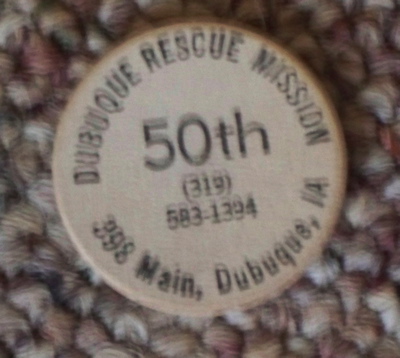 DUBUQUE RESCUE MISSION
50th
(319)
583-1394
398 Main, Dubuque, IA